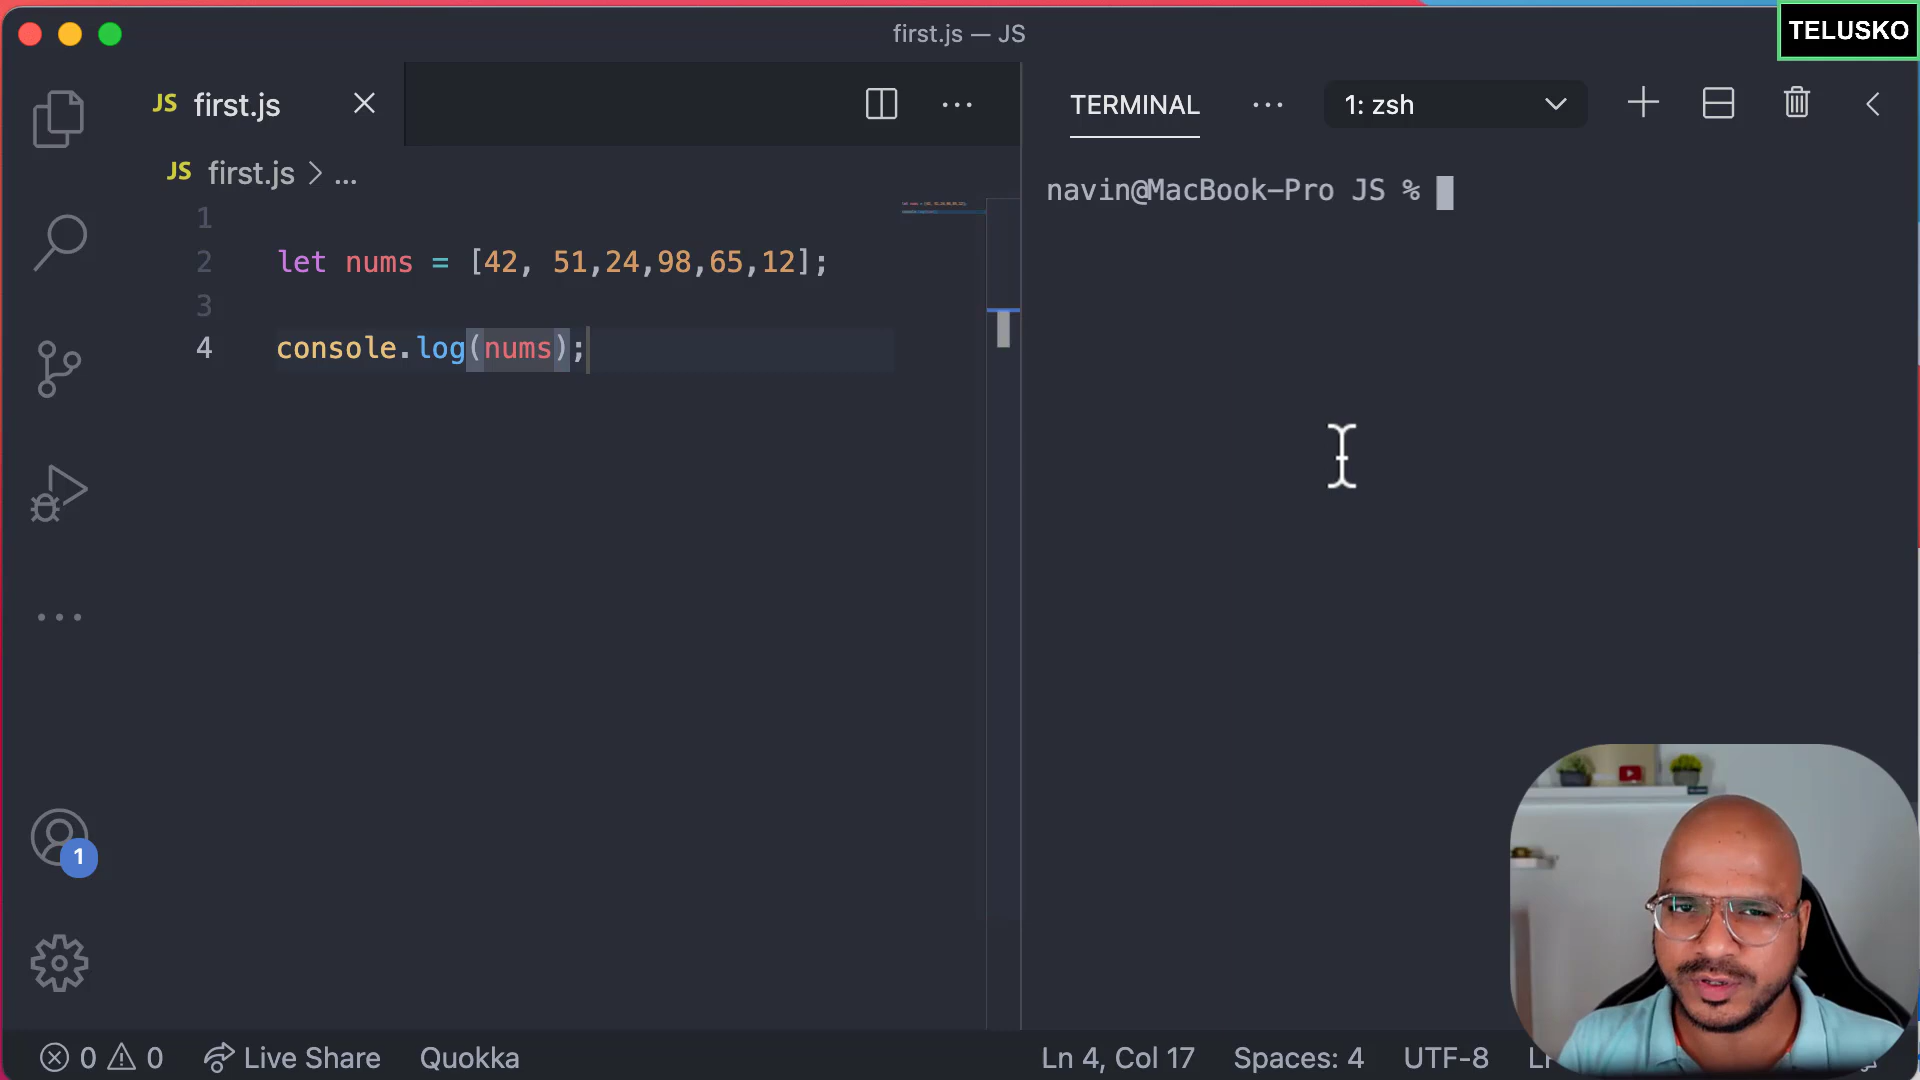 first.js — JS
TELUSKO
JS first.js
TERMINAL
1: zsh
JS first.js > ...
navin@MacBook-Pro JS %
1
2 let nums = [42, 51,24,98,65,12];
3
4 console.log(nums);
1
0 0 Live Share Quokka
Ln 4, Col 17 Spaces: 4 UTF-8